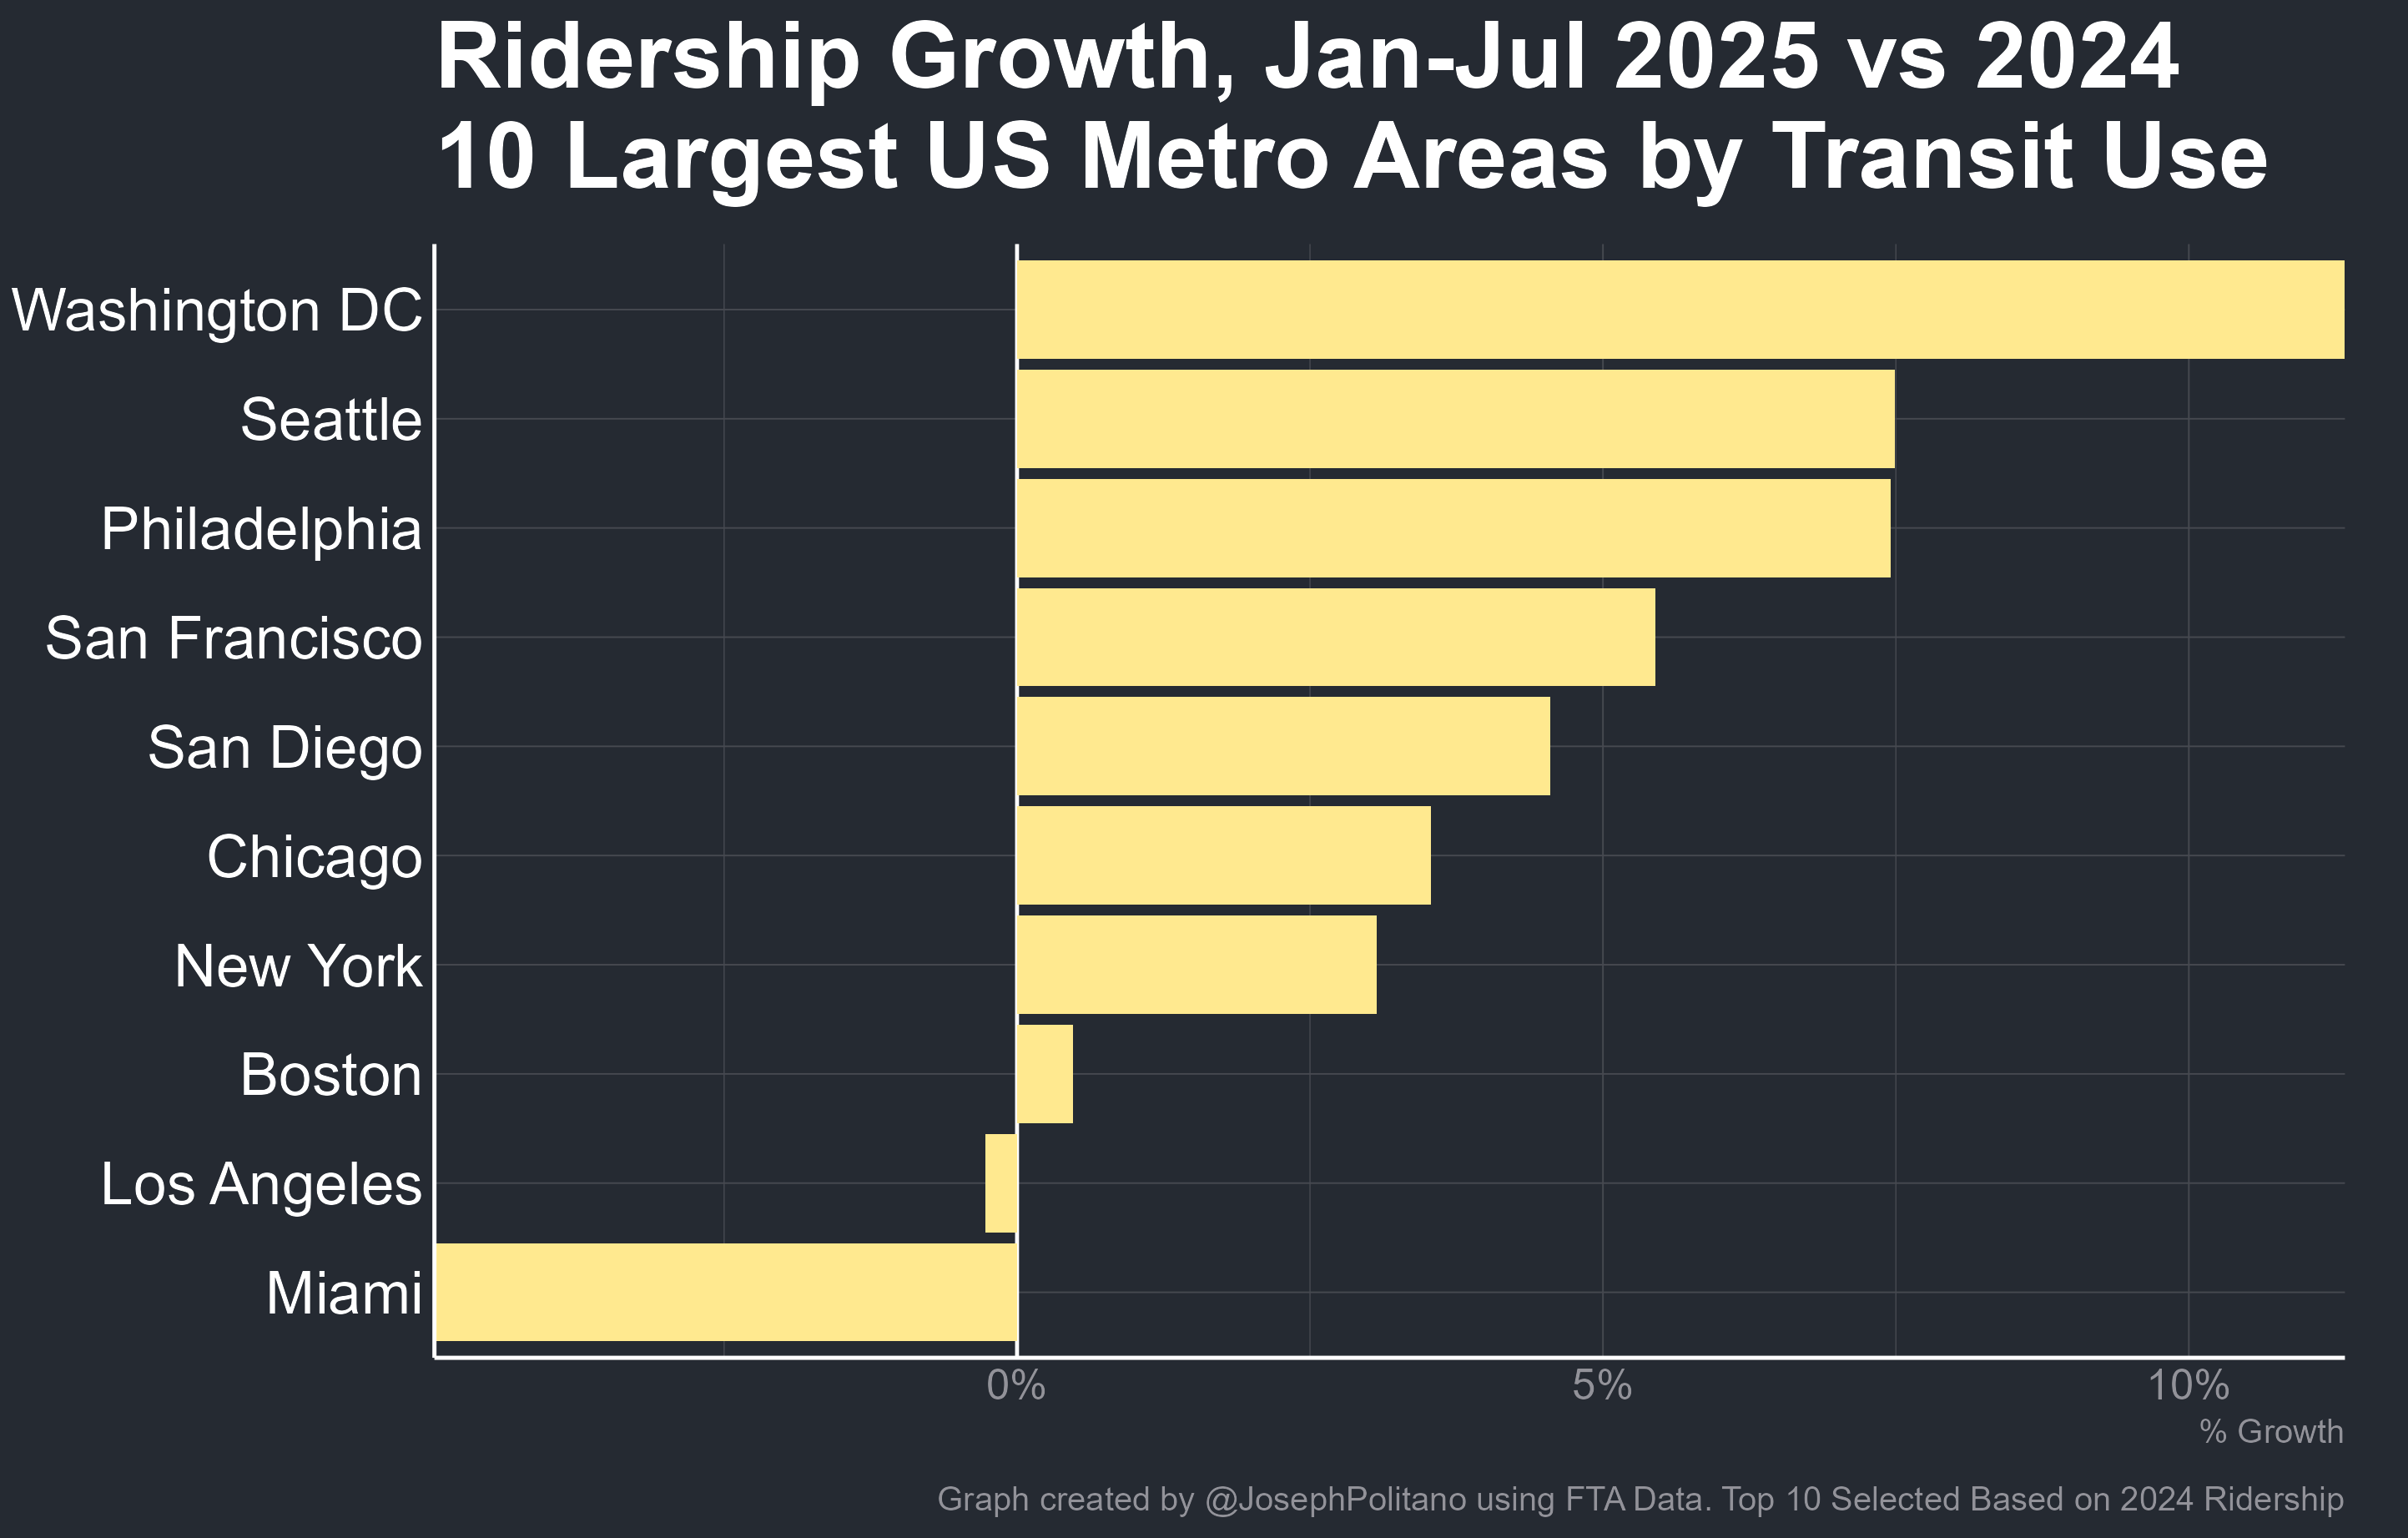 Ridership Growth, Jan-Jul 2025 vs 2024
10 Largest US Metro Areas by Transit Use
Washington DC
Seattle
Philadelphia
San Francisco
San Diego
Chicago
New York
Boston
Los Angeles
Miami
0% 5% 10%
% Growth
Graph created by @JosephPolitano using FTA Data. Top 10 Selected Based on 2024 Ridership